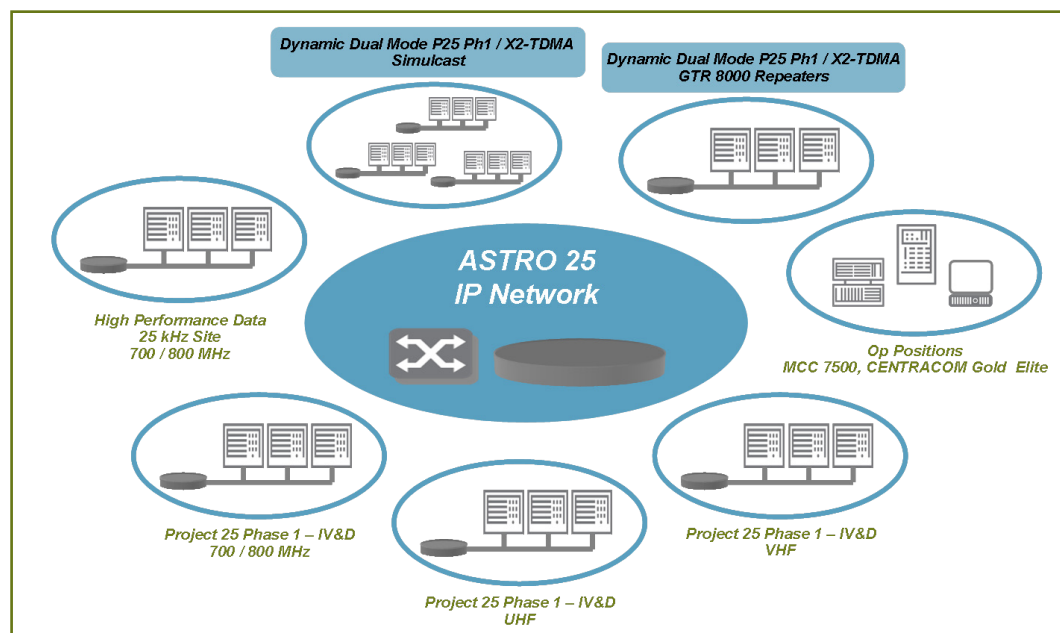 Dynamic Dual Mode P25 Ph1 / X2-TDMA
Simulcast
Dynamic Dual Mode P25 Ph1 / X2-TDMA
GTR 8000 Repeaters
ASTRO 25
IP Network
High Performance Data
25 kHz Site
700 / 800 MHz
Op Positions
MCC 7500, CENTRACOM Gold Elite
Project 25 Phase 1 – IV&D
700 / 800 MHz
Project 25 Phase 1 – IV&D
VHF
Project 25 Phase 1 – IV&D
UHF